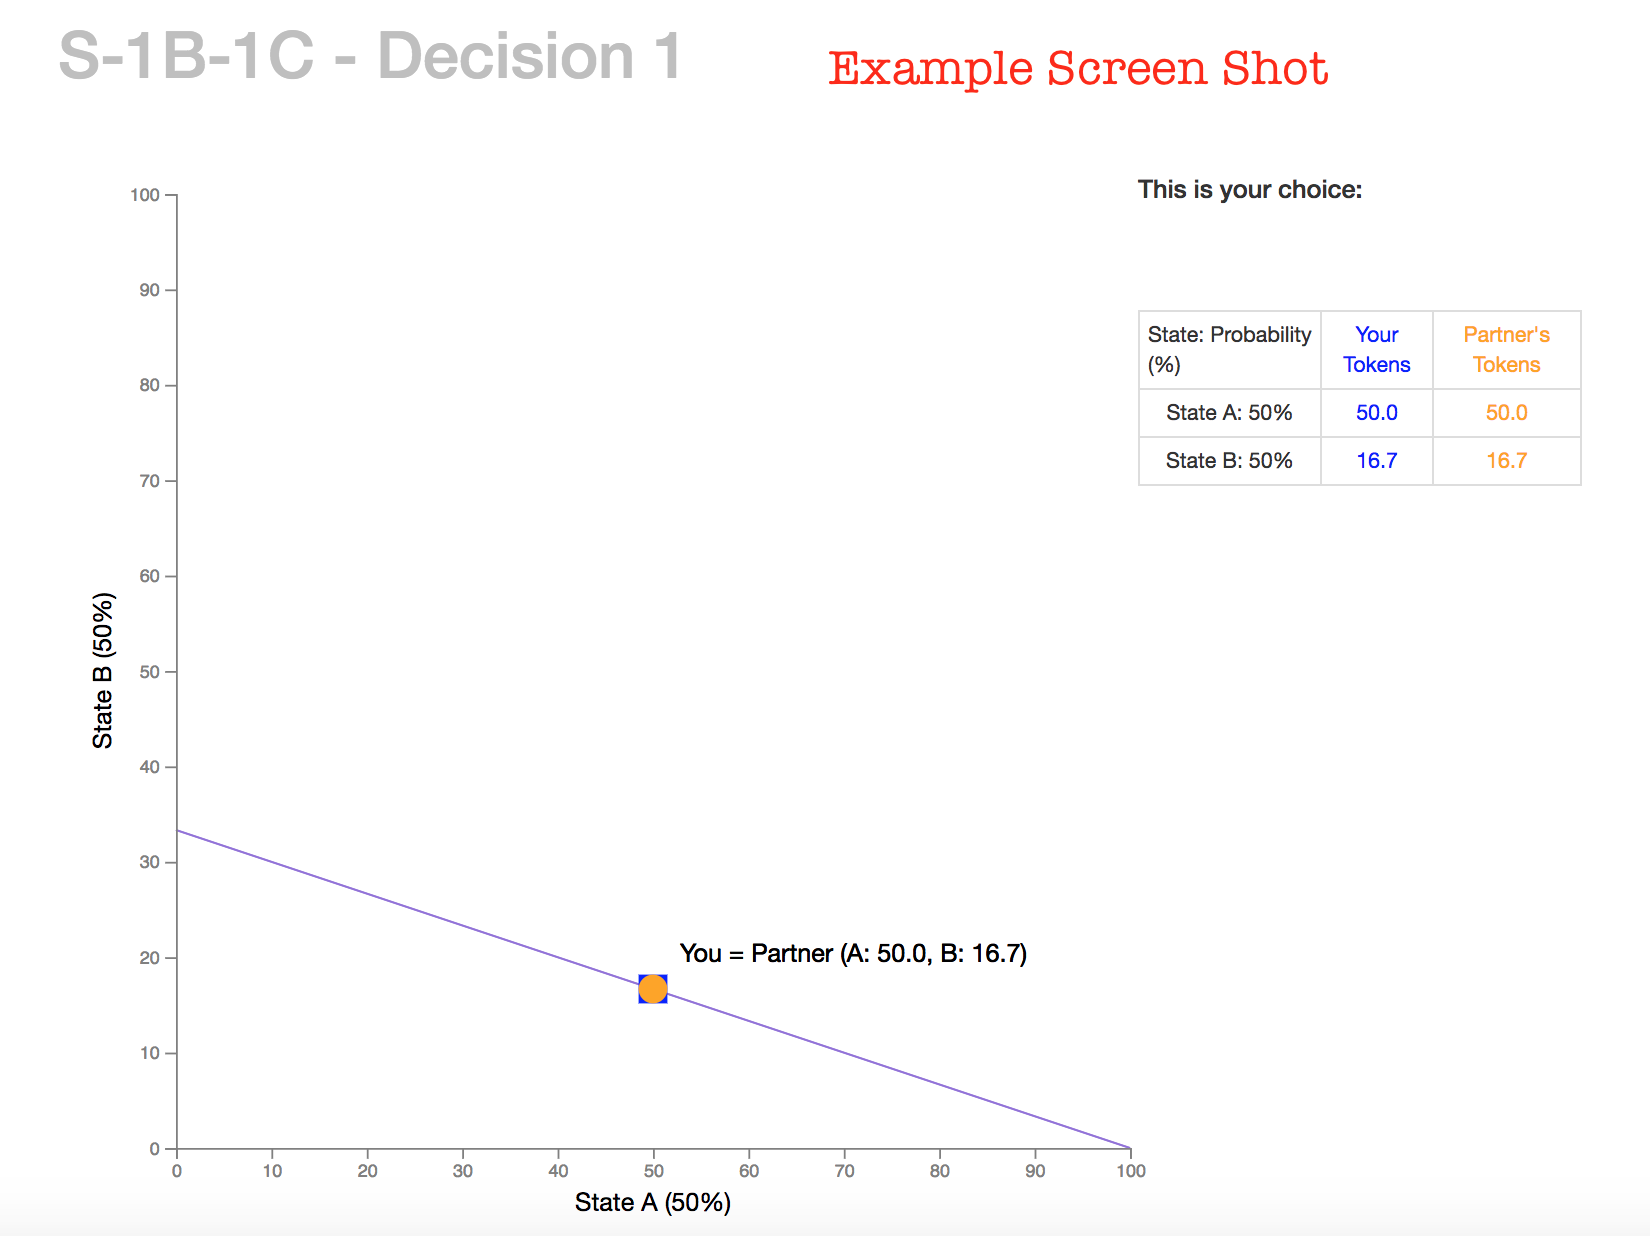 S-1B-1C - Decision 1
Example Screen Shot
This is your choice:
State: Probability (%)
Your Tokens
Partner's Tokens
State A: 50%
50.0
50.0
State B: 50%
16.7
16.7
100
90
80
70
60
50
40
30
20
10
0
State B (50%)
You = Partner (A: 50.0, B: 16.7)
0
10
20
30
40
50
60
70
80
90
100
State A (50%)